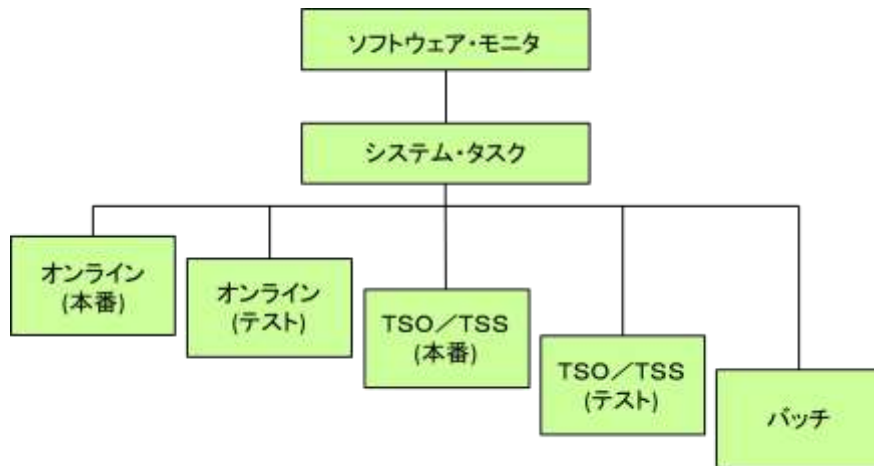 ソフトウェア・モニタ
システム・タスク
オンライン
(本番)
オンライン
(テスト)
TSO／TSS
(本番)
TSO／TSS
(テスト)
バッチ